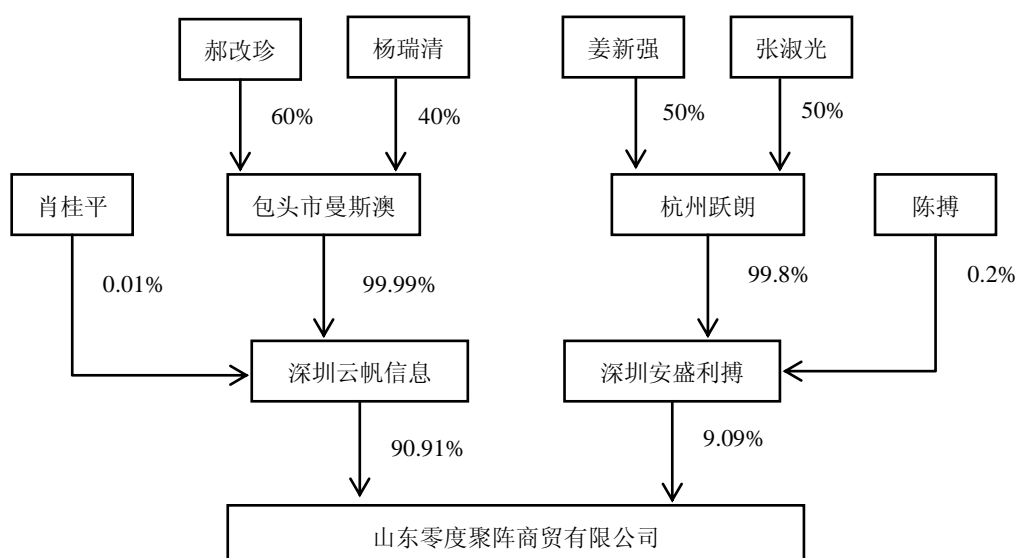 郝改珍
杨瑞清
姜新强
张淑光
60%
40%
50%
50%
肖桂平
包头市曼斯澳
杭州跃朗
陈搏
0.01%
99.99%
99.8%
0.2%
深圳云帆信息
深圳安盛利搏
90.91%
9.09%
山东零度聚阵商贸有限公司